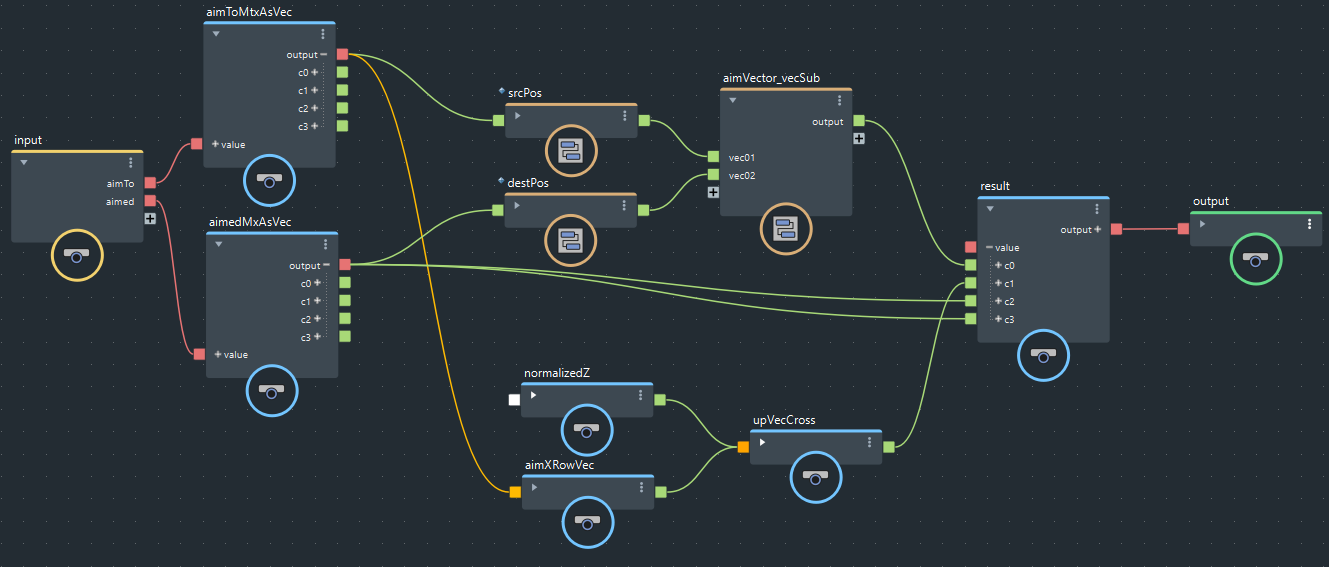 aimToMtxAsVec
output
c0
c1
c2
c3
value
input
aimTo
aimed
aimedMxAsVec
output
c0
c1
c2
c3
value
srcPos
destPos
aimVector_vecSub
output
vec01
vec02
normalizedZ
aimXRowVec
upVecCross
result
output
value
c0
c1
c2
c3
output